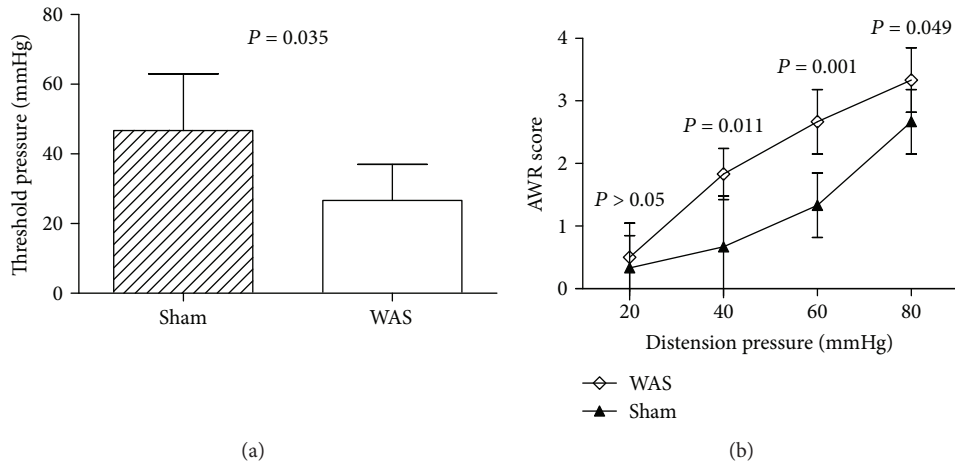 80
60
40
20
0
Threshold pressure (mmHg)
P = 0.035
Sham
WAS
(a)
4
3
2
1
0
AWR score
P > 0.05
P = 0.011
P = 0.001
P = 0.049
20
40
60
80
Distension pressure (mmHg)
WAS
Sham
(b)